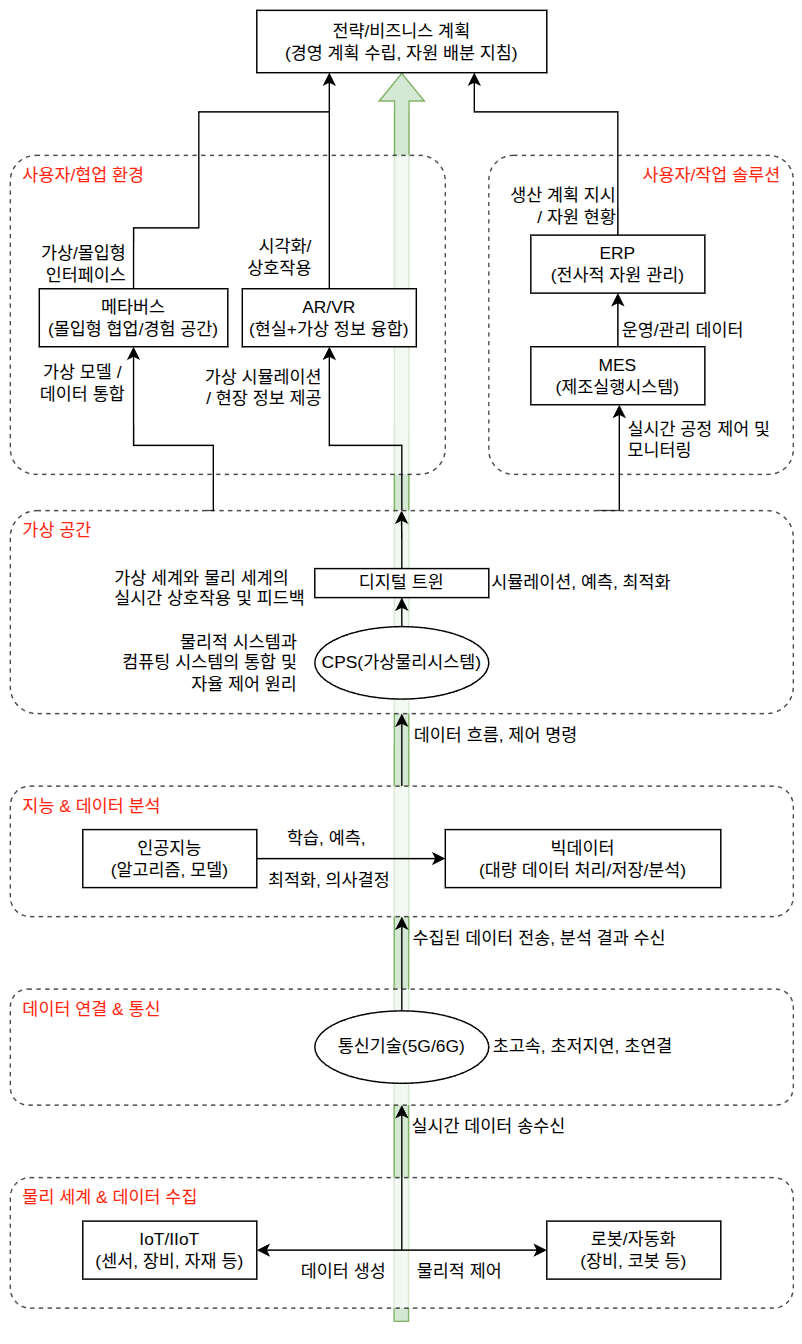 전략/비즈니스 계획
(경영 계획 수립, 자원 배분 지침)
사용자/협업 환경
사용자/작업 솔루션
생산 계획 지시
/ 자원 현황
가상/몰입형
인터페이스
시각화/
상호작용
ERP
(전사적 자원 관리)
메타버스
(몰입형 협업/경험 공간)
AR/VR
(현실+가상 정보 융합)
운영/관리 데이터
MES
(제조실행시스템)
가상 모델 /
데이터 통합
가상 시뮬레이션
/ 현장 정보 제공
실시간 공정 제어 및
모니터링
가상 공간
가상 세계와 물리 세계의
실시간 상호작용 및 피드백
디지털 트윈
시뮬레이션, 예측, 최적화
물리적 시스템과
컴퓨팅 시스템의 통합 및
자율 제어 원리
CPS(가상물리시스템)
데이터 흐름, 제어 명령
지능 & 데이터 분석
인공지능
(알고리즘, 모델)
학습, 예측,
최적화, 의사결정
빅데이터
(대량 데이터 처리/저장/분석)
수집된 데이터 전송, 분석 결과 수신
데이터 연결 & 통신
통신기술(5G/6G)
초고속, 초저지연, 초연결
실시간 데이터 송수신
물리 세계 & 데이터 수집
IoT/IIoT
(센서, 장비, 자재 등)
데이터 생성
물리적 제어
로봇/자동화
(장비, 코봇 등)